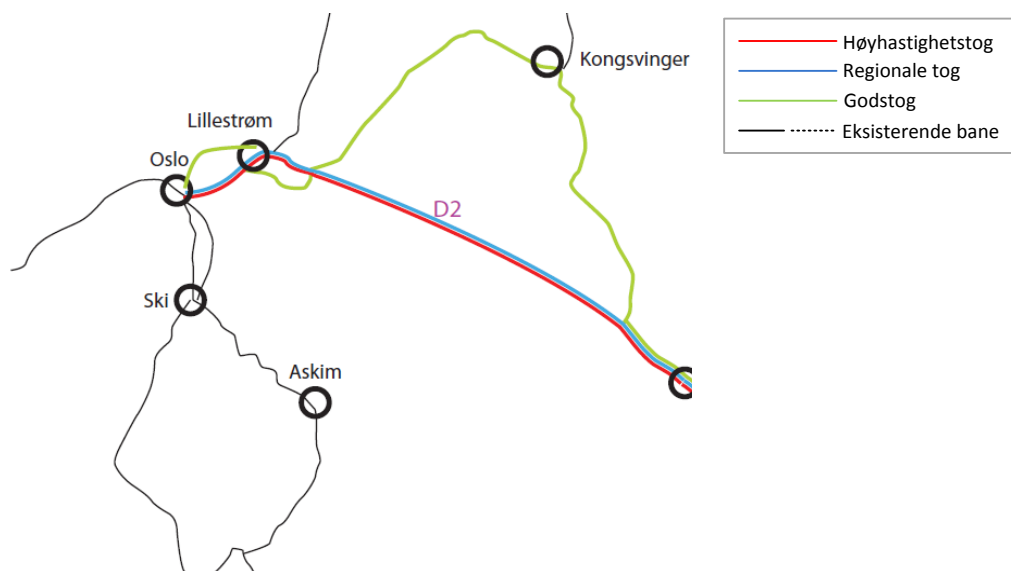 Kongsvinger
Lillestrøm
Oslo
D2
Ski
Askim
Høyhastighetstog
Regionale tog
Godstog
Eksisterende bane